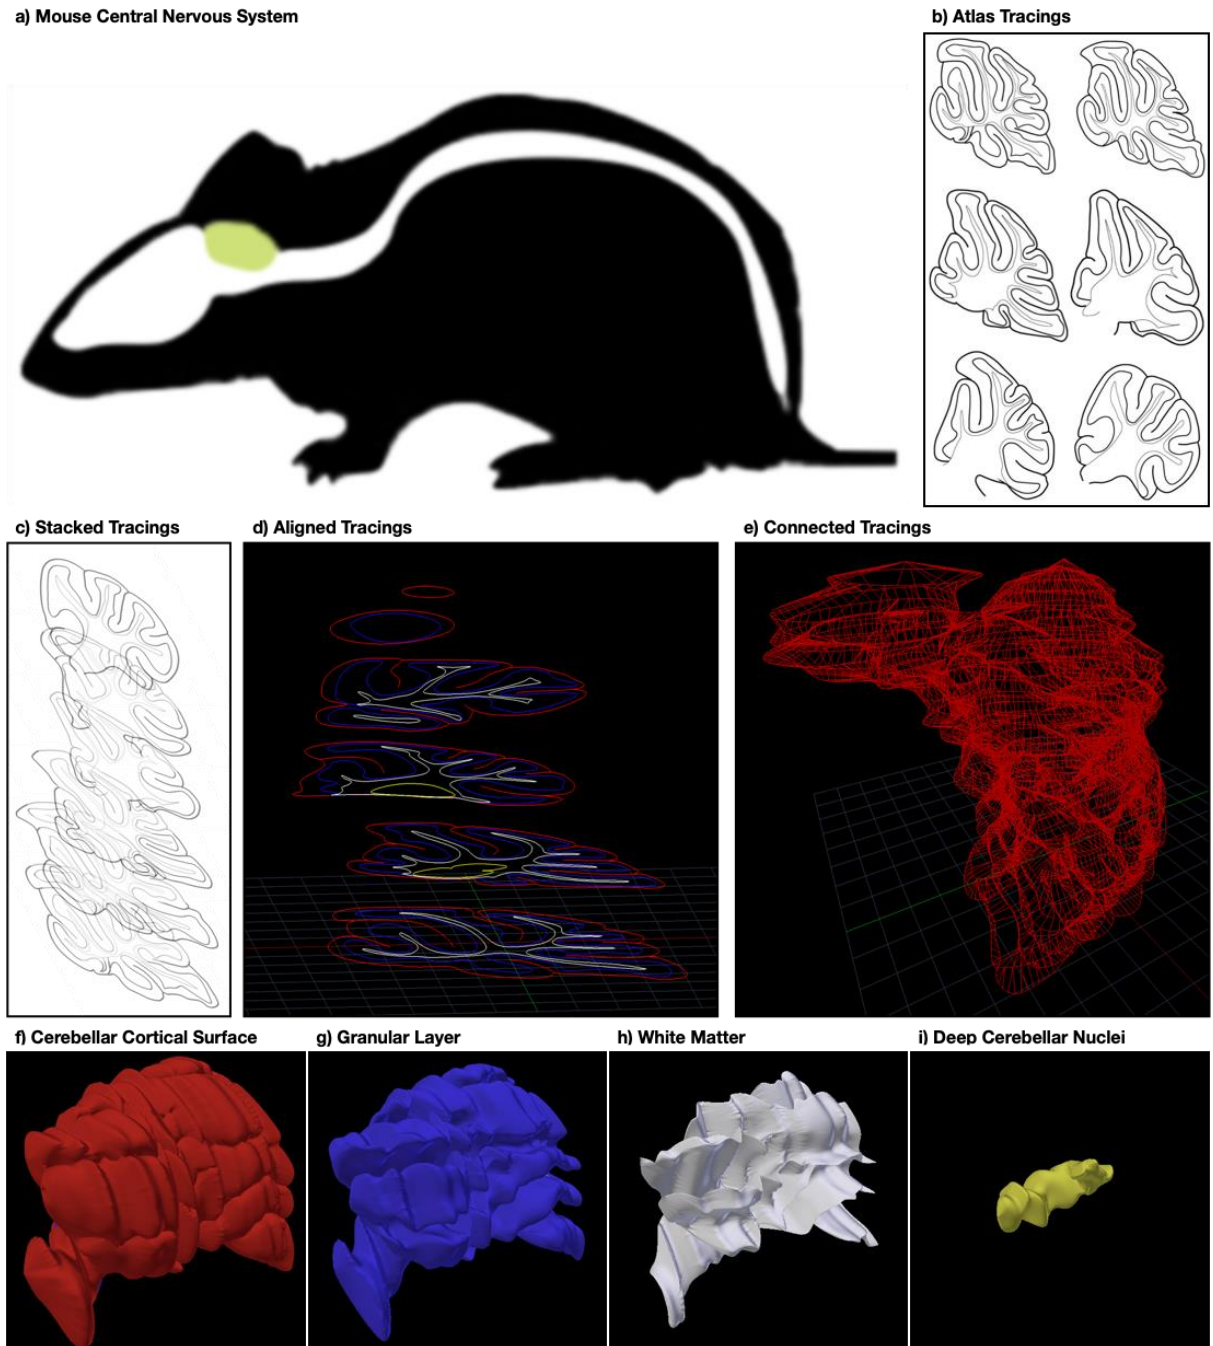 a) Mouse Central Nervous System
b) Atlas Tracings
c) Stacked Tracings
d) Aligned Tracings
e) Connected Tracings
f) Cerebellar Cortical Surface
g) Granular Layer
h) White Matter
i) Deep Cerebellar Nuclei